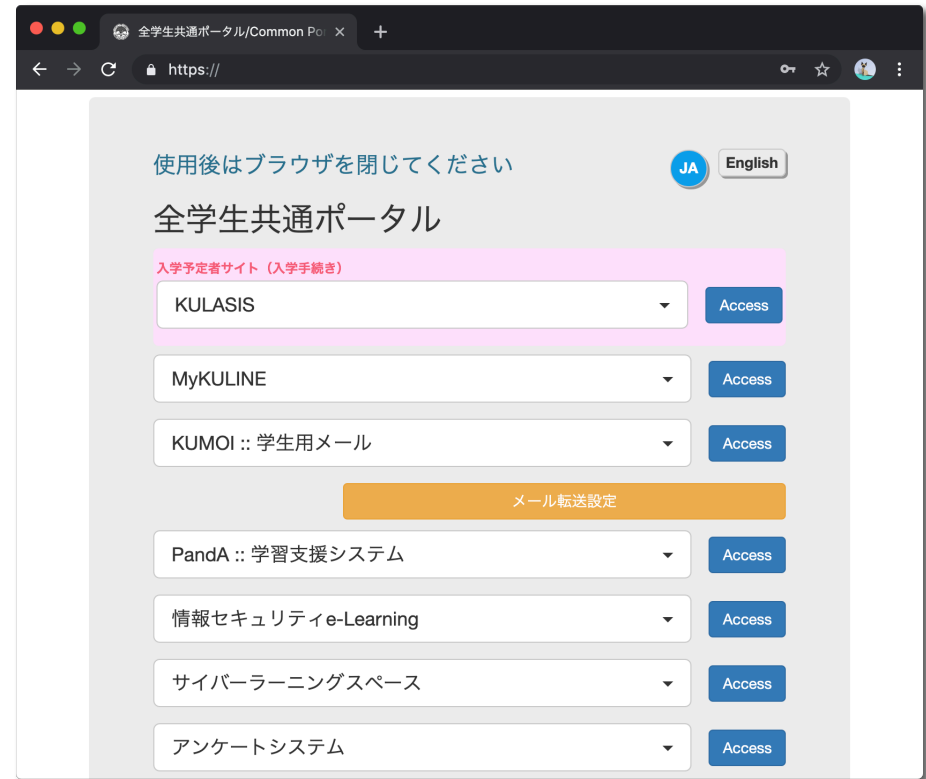 全学生共通ポータル/Common Por
https://
使用後はブラウザを閉じてください
JA
English
全学生共通ポータル
入学予定者サイト（入学手続き）
KULASIS
Access
MyKULINE
Access
KUMOI :: 学生用メール
Access
メール転送設定
PandA :: 学習支援システム
Access
情報セキュリティe-Learning
Access
サイバーラーニングスペース
Access
アンケートシステム
Access